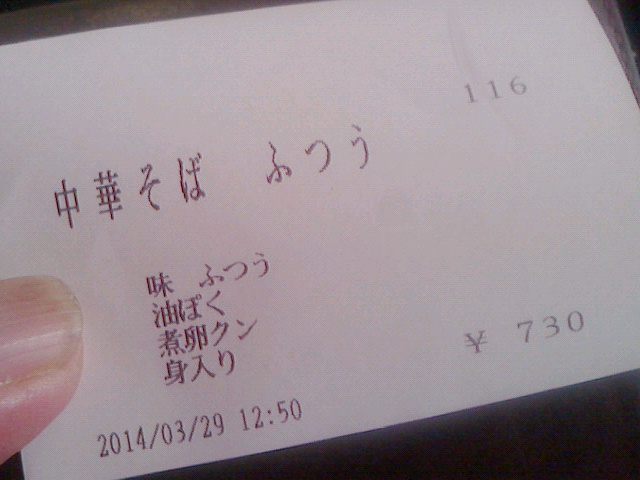 116
中華そば ふつう
味 ふつう
油ぽく
煮卵クン
身入り
¥ 730
2014/03/29 12:50